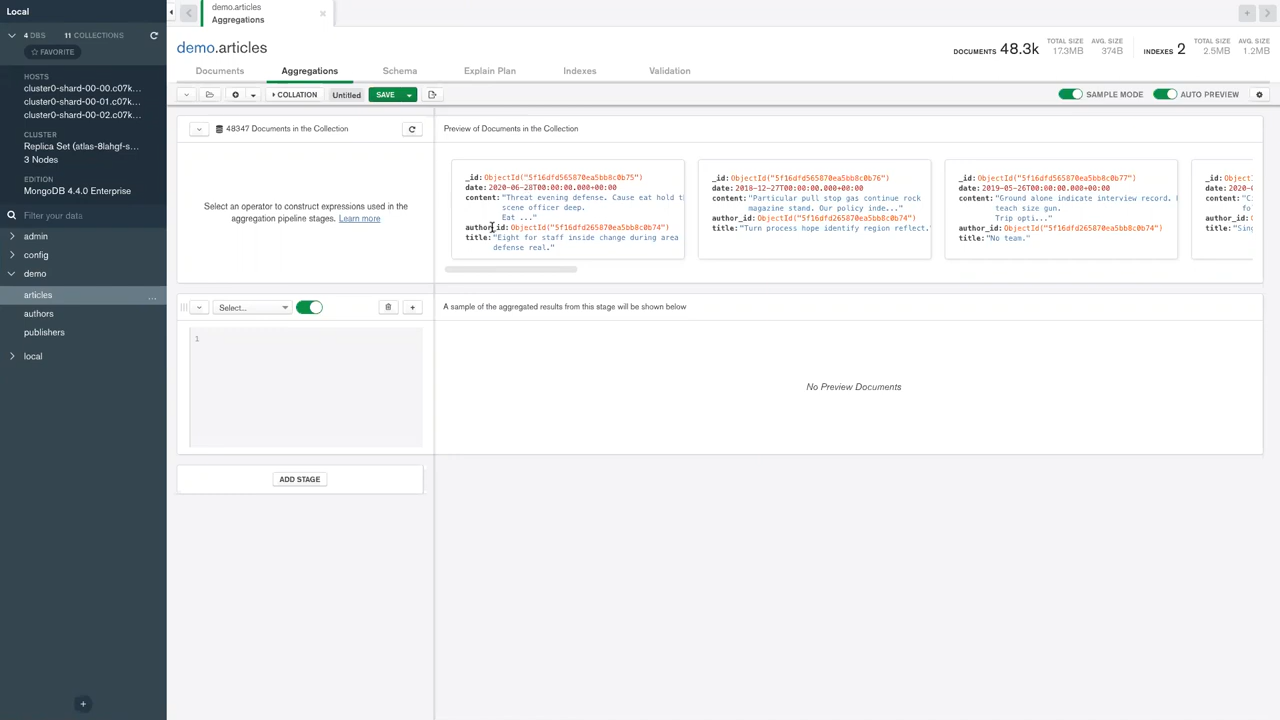 Local
4 DBS 11 COLLECTIONS
FAVORITE
HOSTS
cluster0-shard-00-00.c07k...
cluster0-shard-00-01.c07k...
cluster0-shard-00-02.c07k...
CLUSTER
Replica Set (atlas-8lahgf-s...
3 Nodes
EDITION
MongoDB 4.4.0 Enterprise
Filter your data
admin
config
demo
articles ...
authors
publishers
local
demo.articles
Aggregations
demo.articles
DOCUMENTS 48.3k
TOTAL SIZE
17.3MB
AVG. SIZE
374B
INDEXES 2
TOTAL SIZE
2.5MB
AVG. SIZE
1.2MB
Documents
Aggregations
Schema
Explain Plan
Indexes
Validation
COLLATION
Untitled
SAVE
SAMPLE MODE
AUTO PREVIEW
48347 Documents in the Collection
Preview of Documents in the Collection
Select an operator to construct expressions used in the
aggregation pipeline stages. Learn more
_id:ObjectId("5f16dfd565870ea5bb8c0b75")
date:2020-06-28T00:00:00.000+00:00
content:"Threat evening defense. Cause eat hold t
scene officer deep.
Eat ..."
author_id:ObjectId("5f16dfd265870ea5bb8c0b74")
title:"Eight for staff inside change during area
defense real."
_id:ObjectId("5f16dfd565870ea5bb8c0b76")
date:2018-12-27T00:00:00.000+00:00
content:"Particular pull stop gas continue rock
magazine stand. Our policy inde..."
author_id:ObjectId("5f16dfd265870ea5bb8c0b74")
title:"Turn process hope identify region reflect.
_id:ObjectId("5f16dfd565870ea5bb8c0b77")
date:2019-05-26T00:00:00.000+00:00
content:"Ground alone indicate interview record.
teach size gun.
Trip opti..."
author_id:ObjectId("5f16dfd265870ea5bb8c0b74")
title:"No team."
_id:Object
date:2020-
content:"Ci
fo
author_id:O
title:"Sing
Select...
A sample of the aggregated results from this stage will be shown below
1
No Preview Documents
ADD STAGE